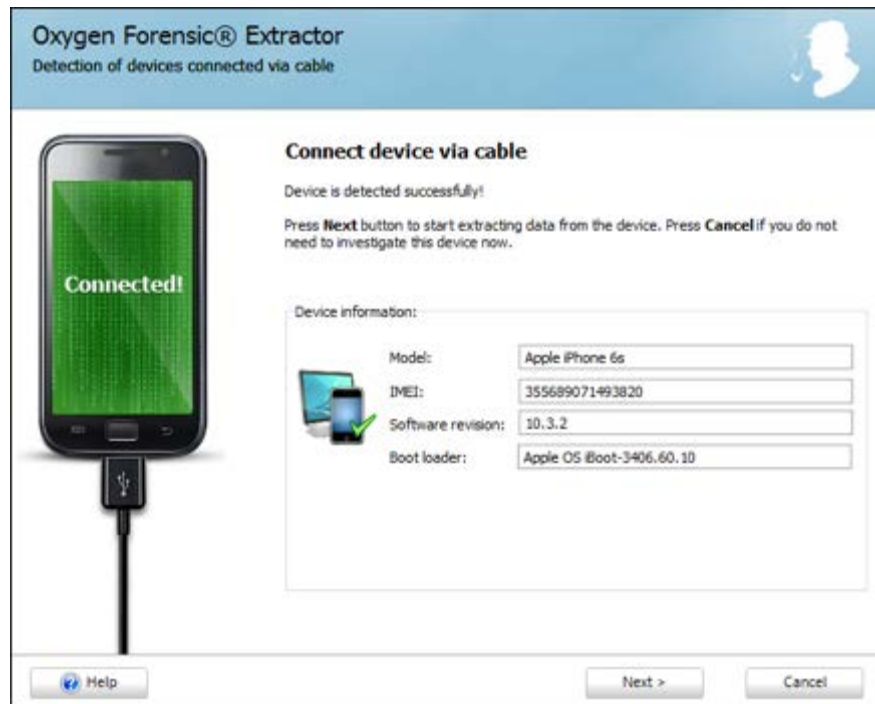 Oxygen Forensic® Extractor
Detection of devices connected via cable
Connect device via cable
Device is detected successfully!
Press Next button to start extracting data from the device. Press Cancel if you do not
need to investigate this device now.
Connected!
Device information:
Model: Apple iPhone 6s
IMEI: 355689071493820
Software revision: 10.3.2
Boot loader: Apple OS iBoot-3406.60.10
Help
Next >
Cancel